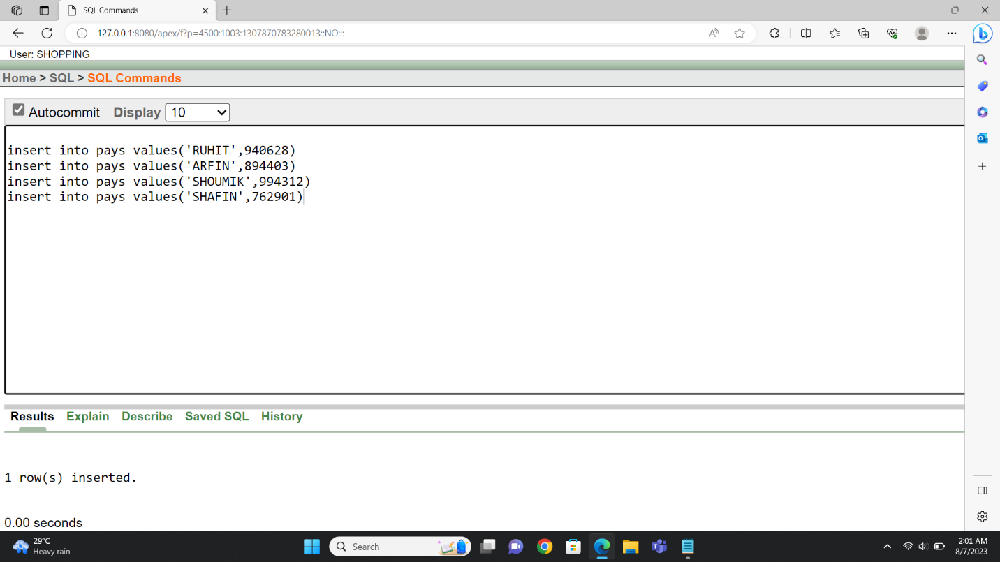 SQL Commands
127.0.0.1:8080/apex/f?p=4500:1003:1307870783280013::NO:::
User: SHOPPING
Home > SQL > SQL Commands
Autocommit Display 10
insert into pays values('RUHIT',940628)
insert into pays values('ARFIN',894403)
insert into pays values('SHOUMIK',994312)
insert into pays values('SHAFIN',762901)
Results Explain Describe Saved SQL History
1 row(s) inserted.
0.00 seconds
29°C
Heavy rain
Search
2:01 AM
8/7/2023